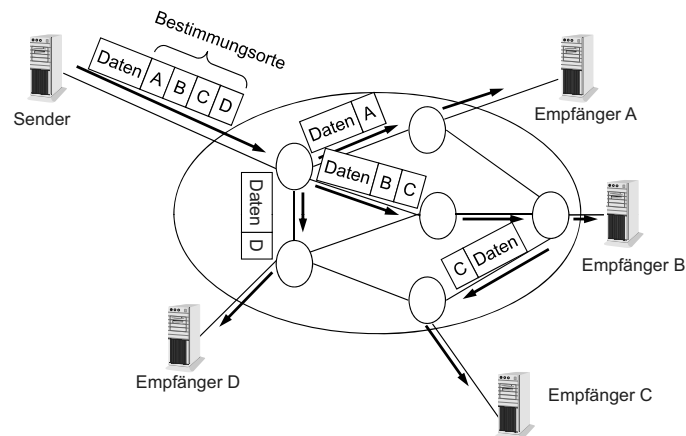 Bestimmungsorte
Daten A B C D
Sender
Daten A
Empfänger A
Daten B C
Daten D
C Daten
Empfänger B
Empfänger D
Empfänger C